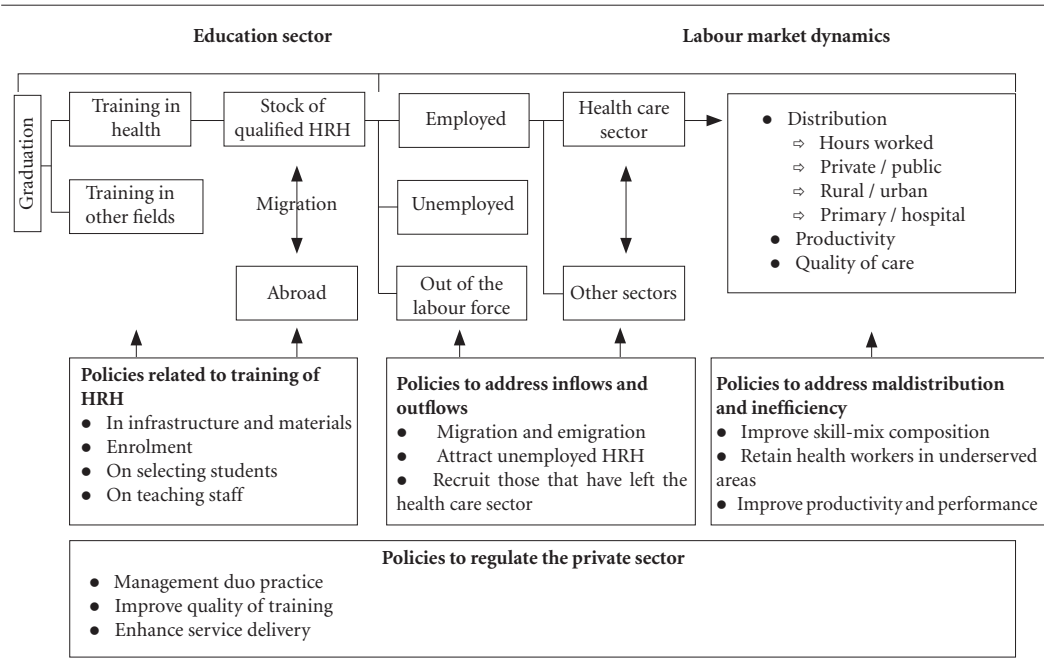 Education sector
Labour market dynamics
Graduation
Training in
health
Stock of
qualified HRH
Employed
Health care
sector
● Distribution
⇨ Hours worked
⇨ Private / public
⇨ Rural / urban
⇨ Primary / hospital
● Productivity
● Quality of care
Training in
other fields
Migration
Unemployed
Abroad
Out of the
labour force
Other sectors
Policies related to training of
HRH
● In infrastructure and materials
● Enrolment
● On selecting students
● On teaching staff
Policies to address inflows and
outflows
● Migration and emigration
● Attract unemployed HRH
● Recruit those that have left the
health care sector
Policies to address maldistribution
and inefficiency
● Improve skill-mix composition
● Retain health workers in underserved
areas
● Improve productivity and performance
Policies to regulate the private sector
● Management duo practice
● Improve quality of training
● Enhance service delivery